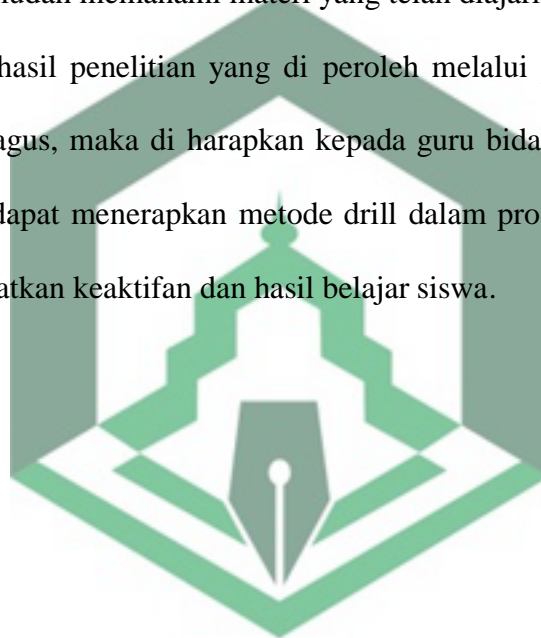 mudah memahami materi yang telah diajari
hasil penelitian yang di peroleh melalui
agus, maka di harapkan kepada guru bida
dapat menerapkan metode drill dalam pro
atkan keaktifan dan hasil belajar siswa.